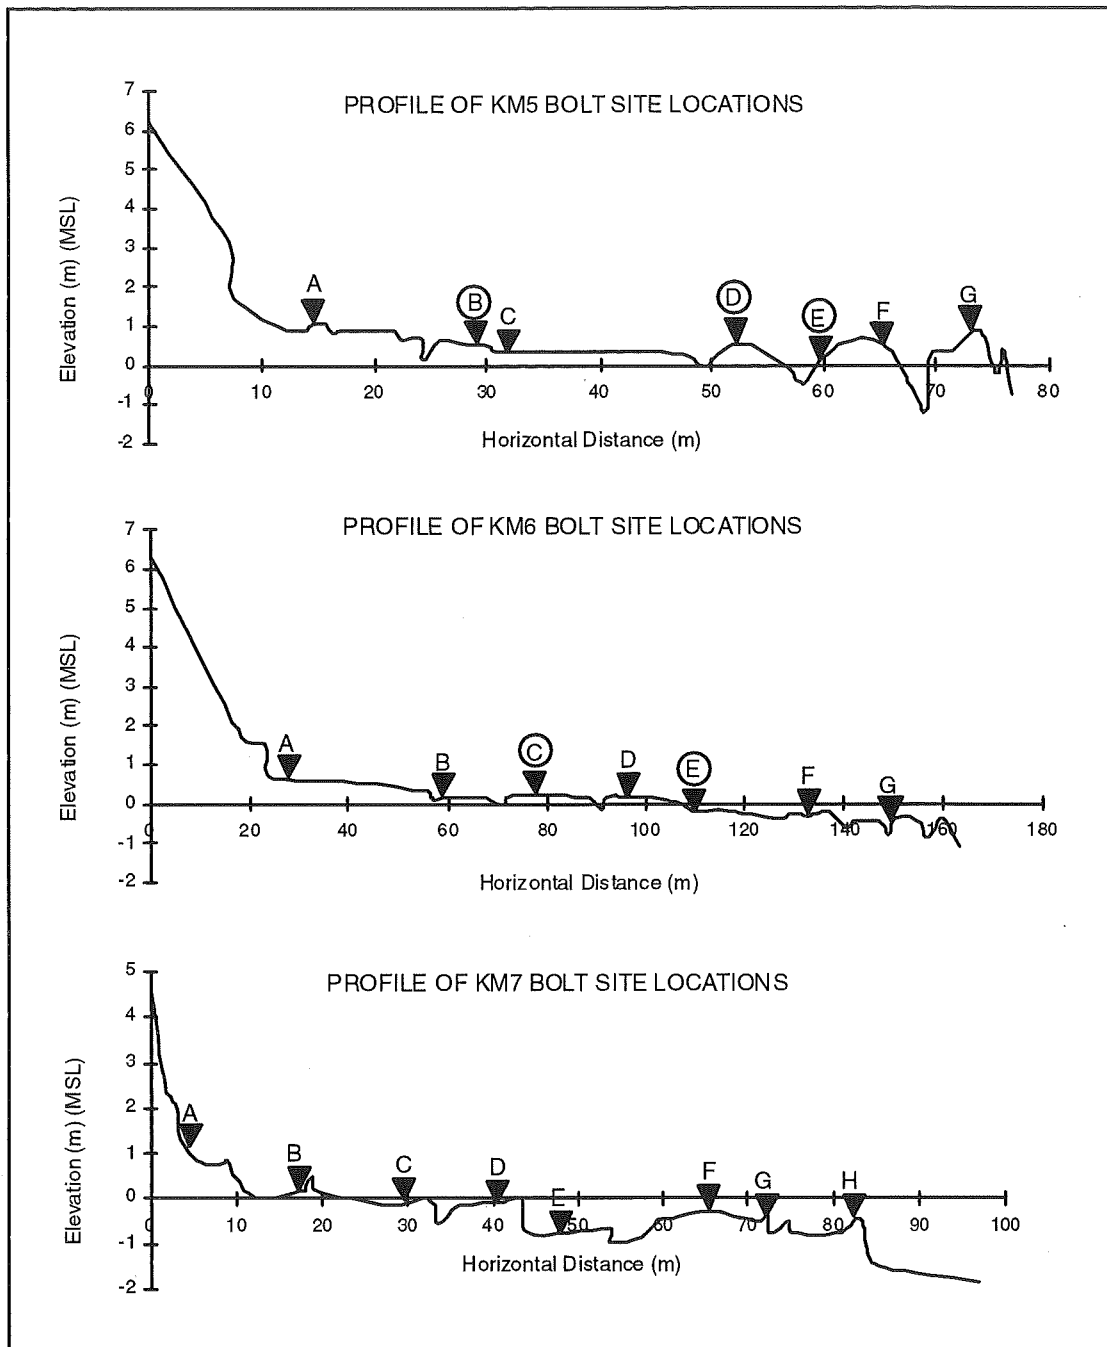 PROFILE OF KM5 BOLT SITE LOCATIONS
7
6
5
4
3
2
1
0
-1
-2
Elevation (m) (MSL)
A
B
C
D
E
F
G
0 10 20 30 40 50 60 70 80
Horizontal Distance (m)
PROFILE OF KM6 BOLT SITE LOCATIONS
7
6
5
4
3
2
1
0
-1
-2
Elevation (m) (MSL)
A
B
C
D
E
F
G
0 20 40 60 80 100 120 140 160 180
Horizontal Distance (m)
PROFILE OF KM7 BOLT SITE LOCATIONS
5
4
3
2
1
0
-1
-2
Elevation (m) (MSL)
A
B
C
D
E
F
G
H
0 10 20 30 40 50 60 70 80 90 100
Horizontal Distance (m)